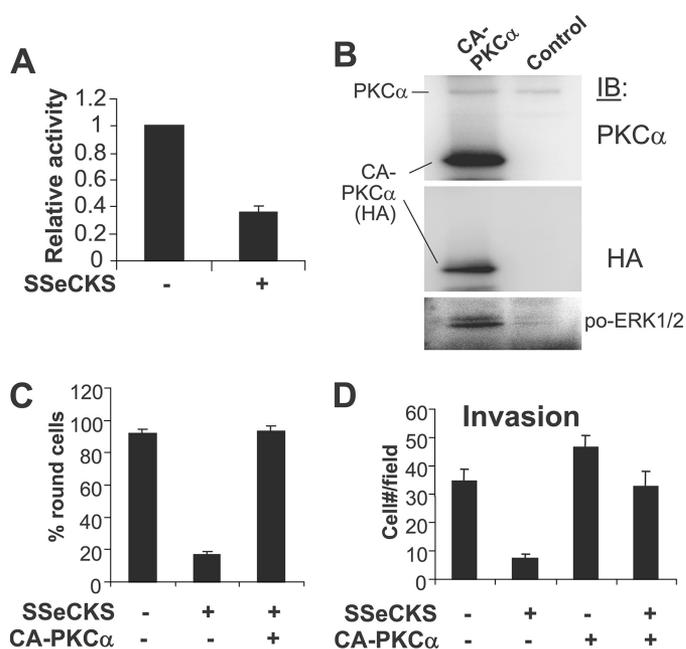 A
Relative activity
1.2
1
0.8
0.6
0.4
0.2
0
SSeCKS - +
B
CA-
PKCα
Control
IB:
PKCα
PKCα
CA-
PKCα
(HA)
HA
po-ERK1/2
C
% round cells
120
100
80
60
40
20
0
SSeCKS - + +
CA-PKCα - - +
D
Invasion
Cell#/field
60
50
40
30
20
10
0
SSeCKS - + - +
CA-PKCα - - + +